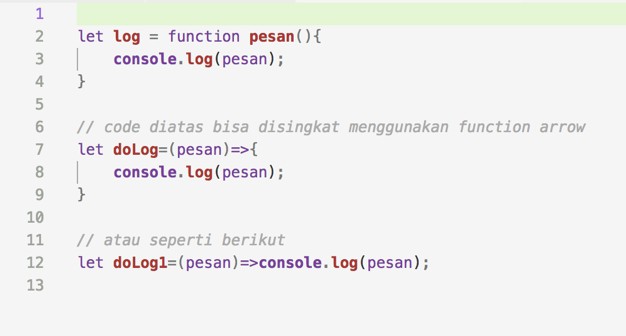 1
2 let log = function pesan(){
3     console.log(pesan);
4 }
5
6 // code diatas bisa disingkat menggunakan function arrow
7 let doLog=(pesan)=>{
8     console.log(pesan);
9 }
10
11 // atau seperti berikut
12 let doLog1=(pesan)=>console.log(pesan);
13